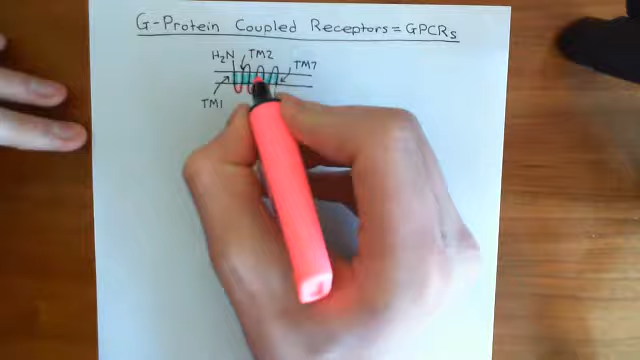 G-Protein Coupled Receptors = GPCRs
H₂N TM2
TM7
TM1